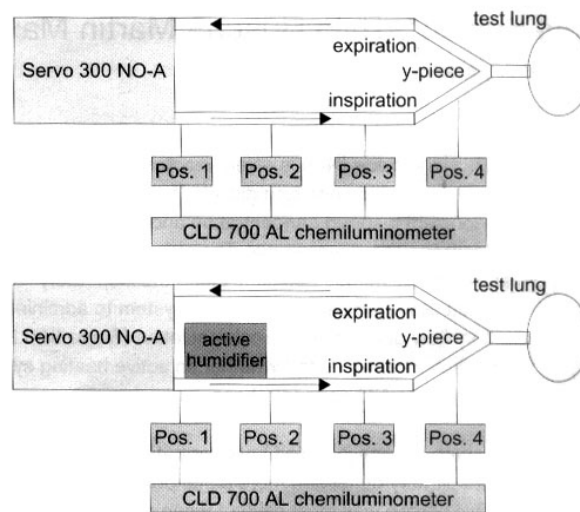 test lung
expiration
Servo 300 NO-A
y-piece
inspiration
Pos. 1 Pos. 2 Pos. 3 Pos. 4
CLD 700 AL chemiluminometer
test lung
expiration
Servo 300 NO-A
active
humidifier
y-piece
inspiration
Pos. 1 Pos. 2 Pos. 3 Pos. 4
CLD 700 AL chemiluminometer